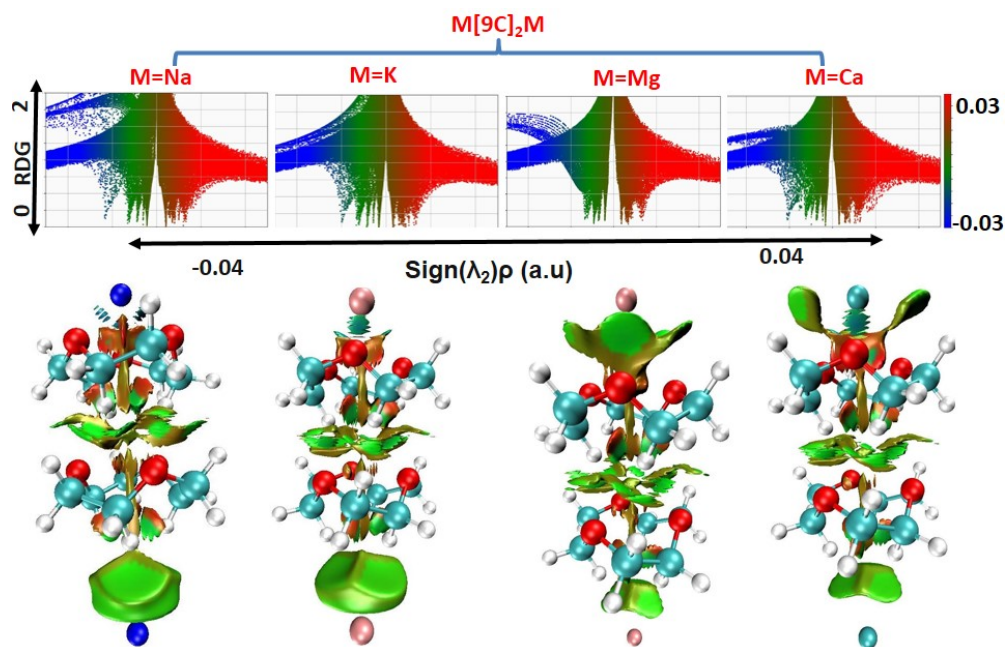 M[9C]₂M
M=Na
M=K
M=Mg
M=Ca
2
RDG
0
0.03
-0.03
-0.04
Sign(λ₂)ρ (a.u)
0.04